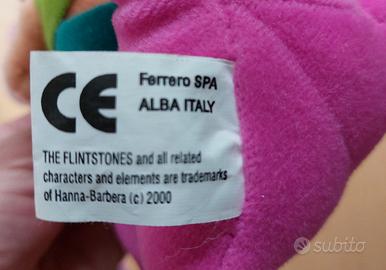 CE
Ferrero SPA
ALBA ITALY
THE FLINTSTONES and all related
characters and elements are trademarks
of Hanna-Barbera (c) 2000
subito